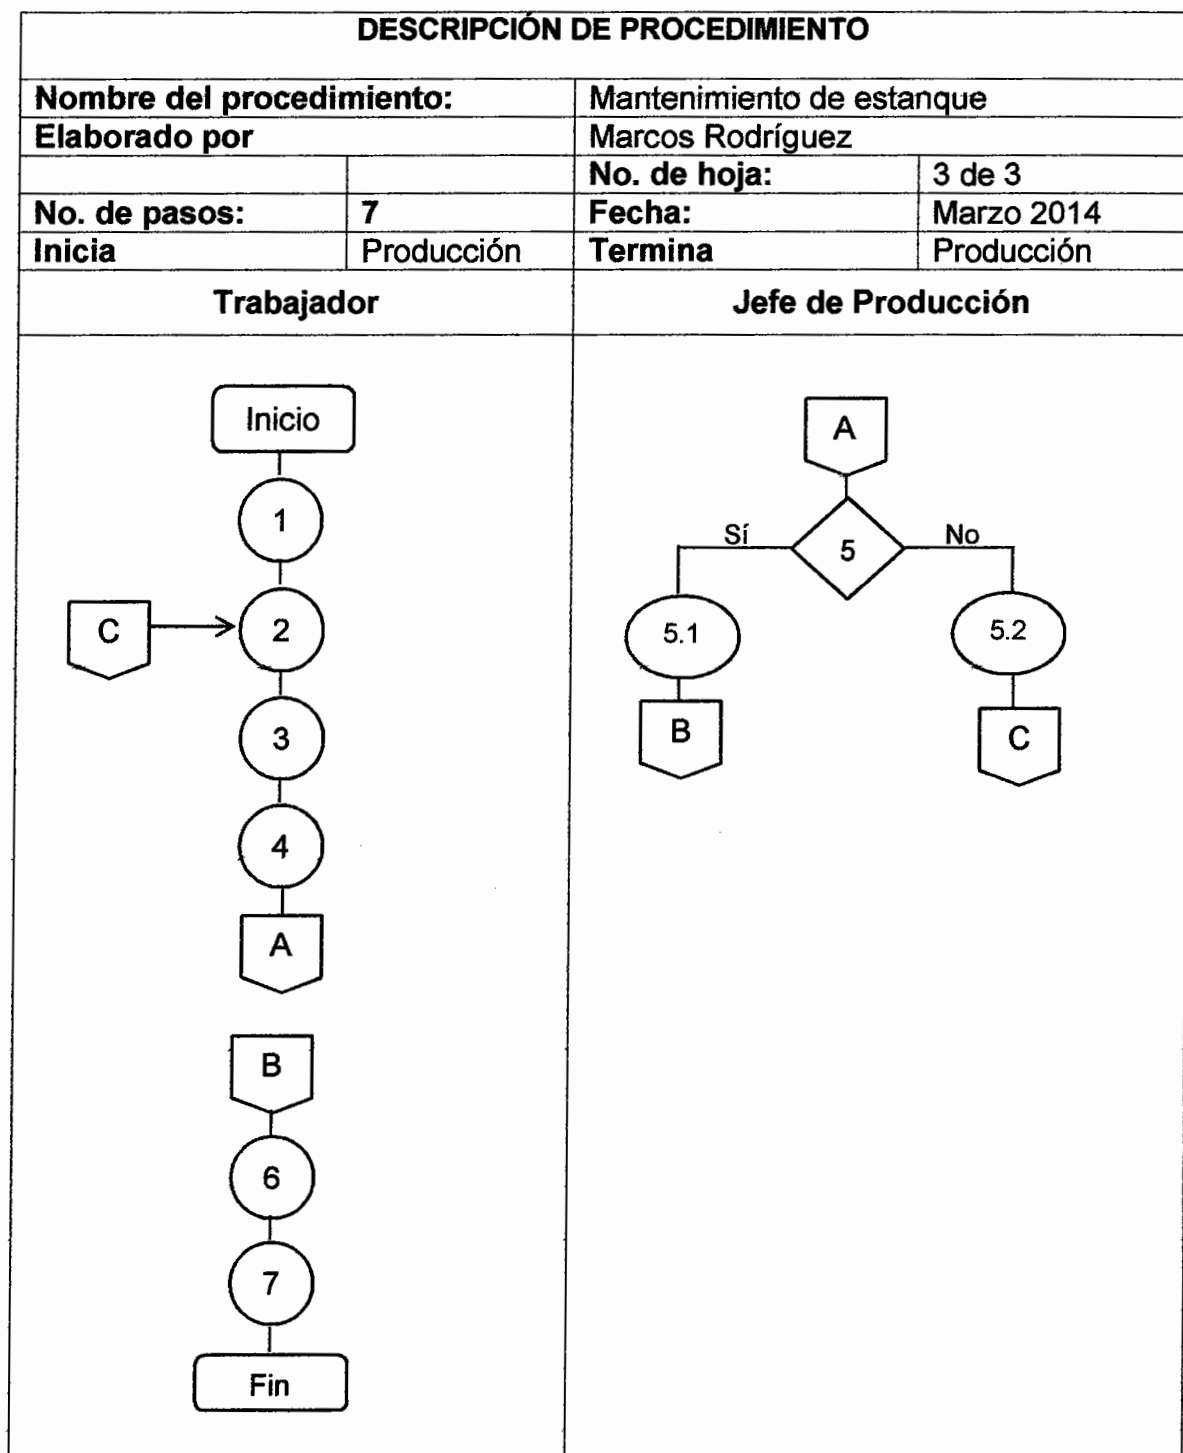 DESCRIPCIÓN DE PROCEDIMIENTO
Nombre del procedimiento: Mantenimiento de estanque
Elaborado por Marcos Rodríguez
No. de hoja: 3 de 3
No. de pasos: 7 Fecha: Marzo 2014
Inicia Producción Termina Producción
Trabajador Jefe de Producción
Inicio
1
C 2
3
4
A
B
6
7
Fin
A
Sí 5 No
5.1 5.2
B C